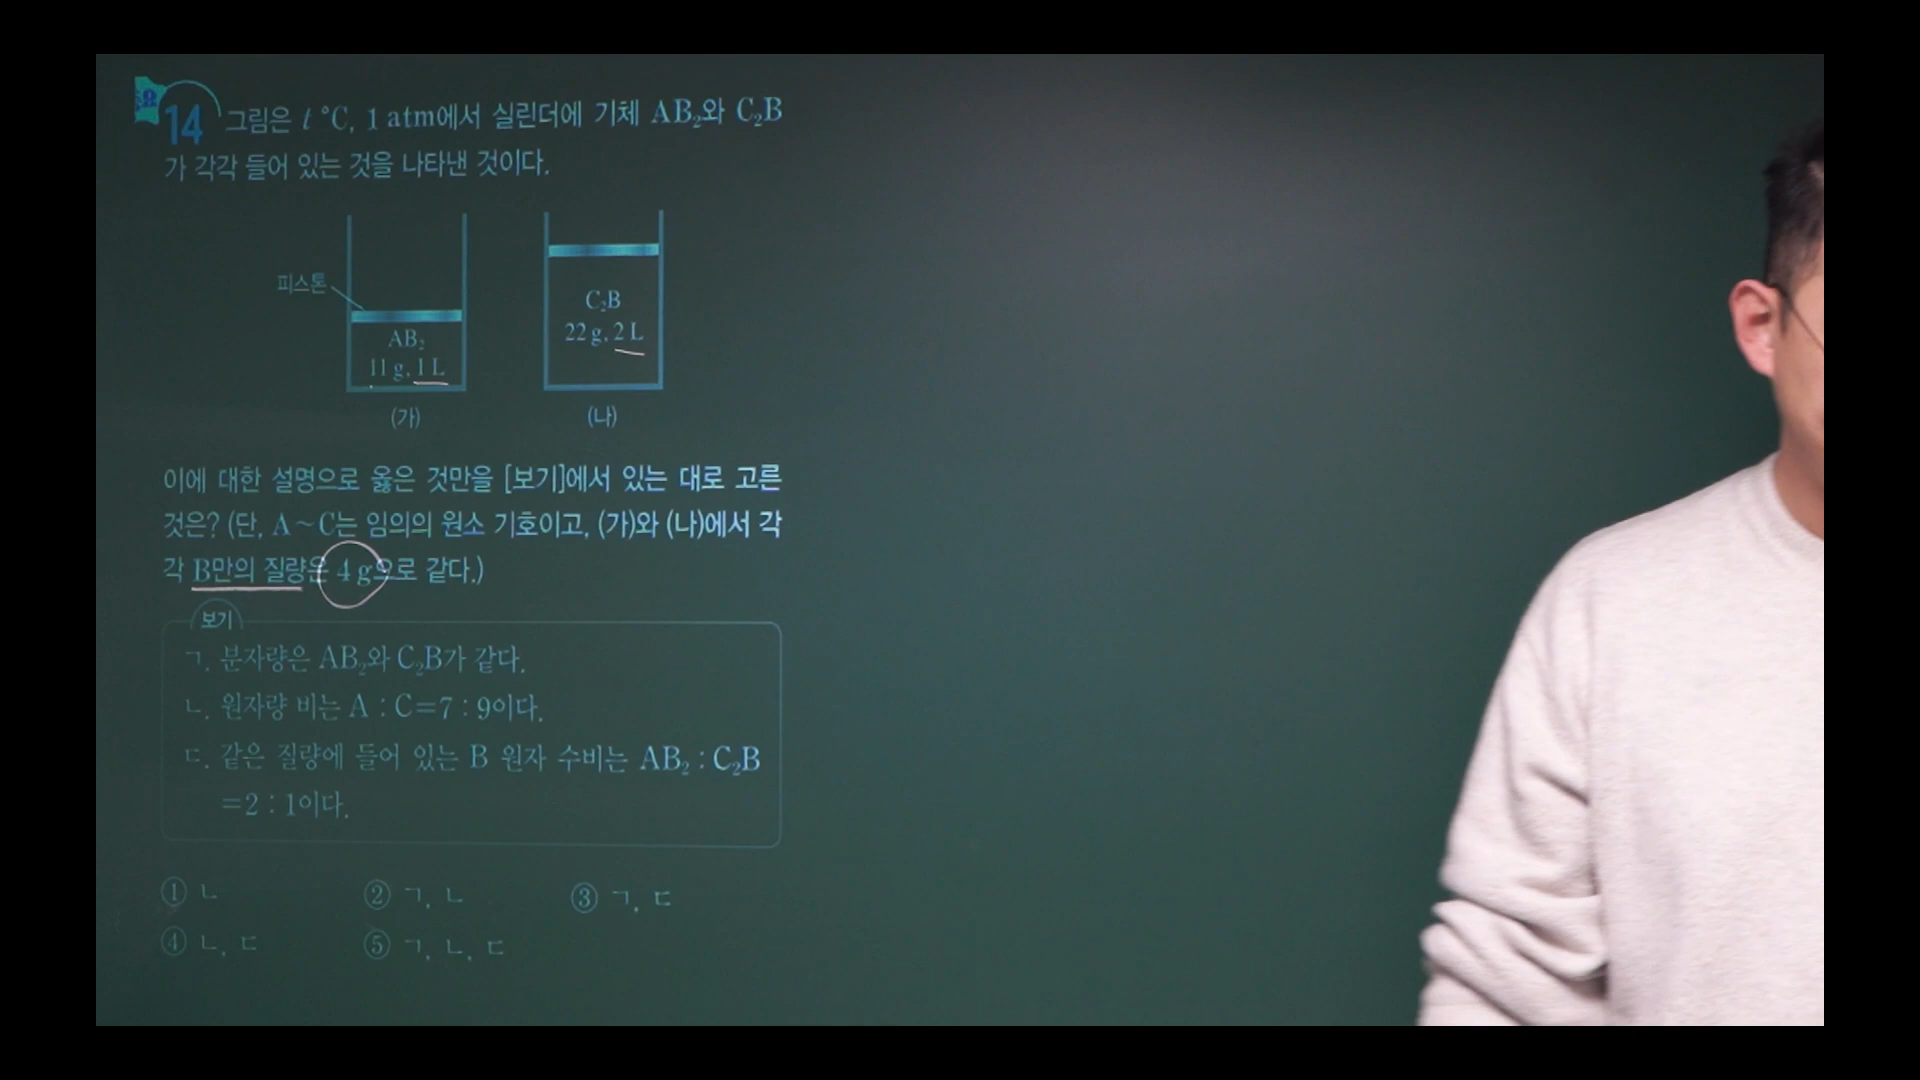 14 그림은 t °C, 1 atm에서 실린더에 기체 AB₂와 C₂B
가 각각 들어 있는 것을 나타낸 것이다.
피스톤
AB₂
11 g, 1 L
(가)
C₂B
22 g, 2 L
(나)
이에 대한 설명으로 옳은 것만을 [보기]에서 있는 대로 고른
것은? (단, A ~ C는 임의의 원소 기호이고, (가)와 (나)에서 각
각 B만의 질량은 4 g으로 같다.)
보기
ㄱ. 분자량은 AB₂와 C₂B가 같다.
ㄴ. 원자량 비는 A : C=7 : 9이다.
ㄷ. 같은 질량에 들어 있는 B 원자 수비는 AB₂ : C₂B
=2 : 1이다.
① ㄴ ② ㄱ, ㄴ ③ ㄱ, ㄷ
④ ㄴ, ㄷ ⑤ ㄱ, ㄴ, ㄷ